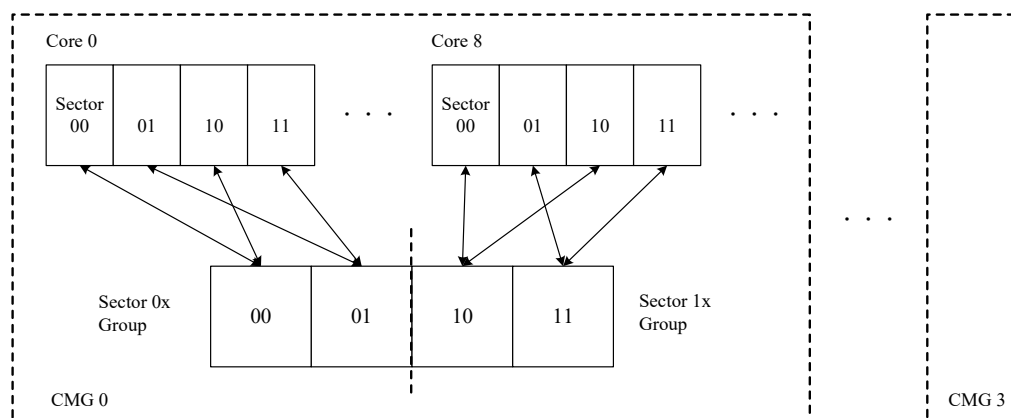 Core 0
Core 8
Sector
00
01
10
11
. . .
Sector
00
01
10
11
. . .
. . .
Sector 0x
Group
00
01
10
11
Sector 1x
Group
CMG 0
CMG 3